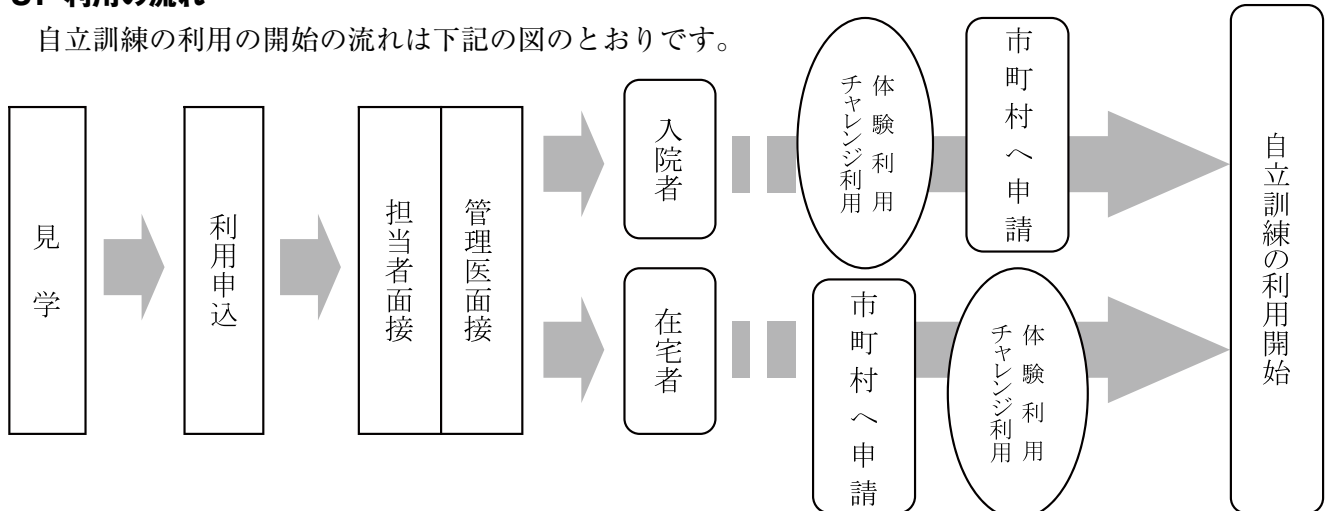 自立訓練の利用の開始の流れは下記の図のとおりです。
見学
利用申込
担当者面接
管理医面接
入院者
体験利用
チャレンジ利用
市町村へ申請
在宅者
市町村へ申請
体験利用
チャレンジ利用
自立訓練の利用開始